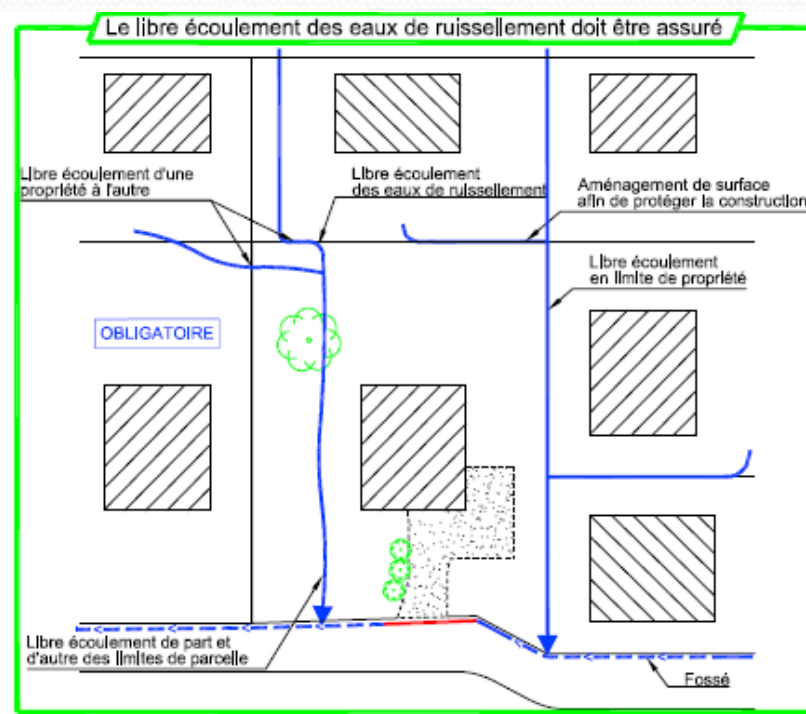 Le libre écoulement des eaux de ruissellement doit être assuré
Libre écoulement d'une
propriété à l'autre
Libre écoulement
des eaux de ruissellement
Aménagement de surface
afin de protéger la construction
Libre écoulement
en limite de propriété
OBLIGATOIRE
Libre écoulement de part et
d'autre des limites de parcelle
Fossé